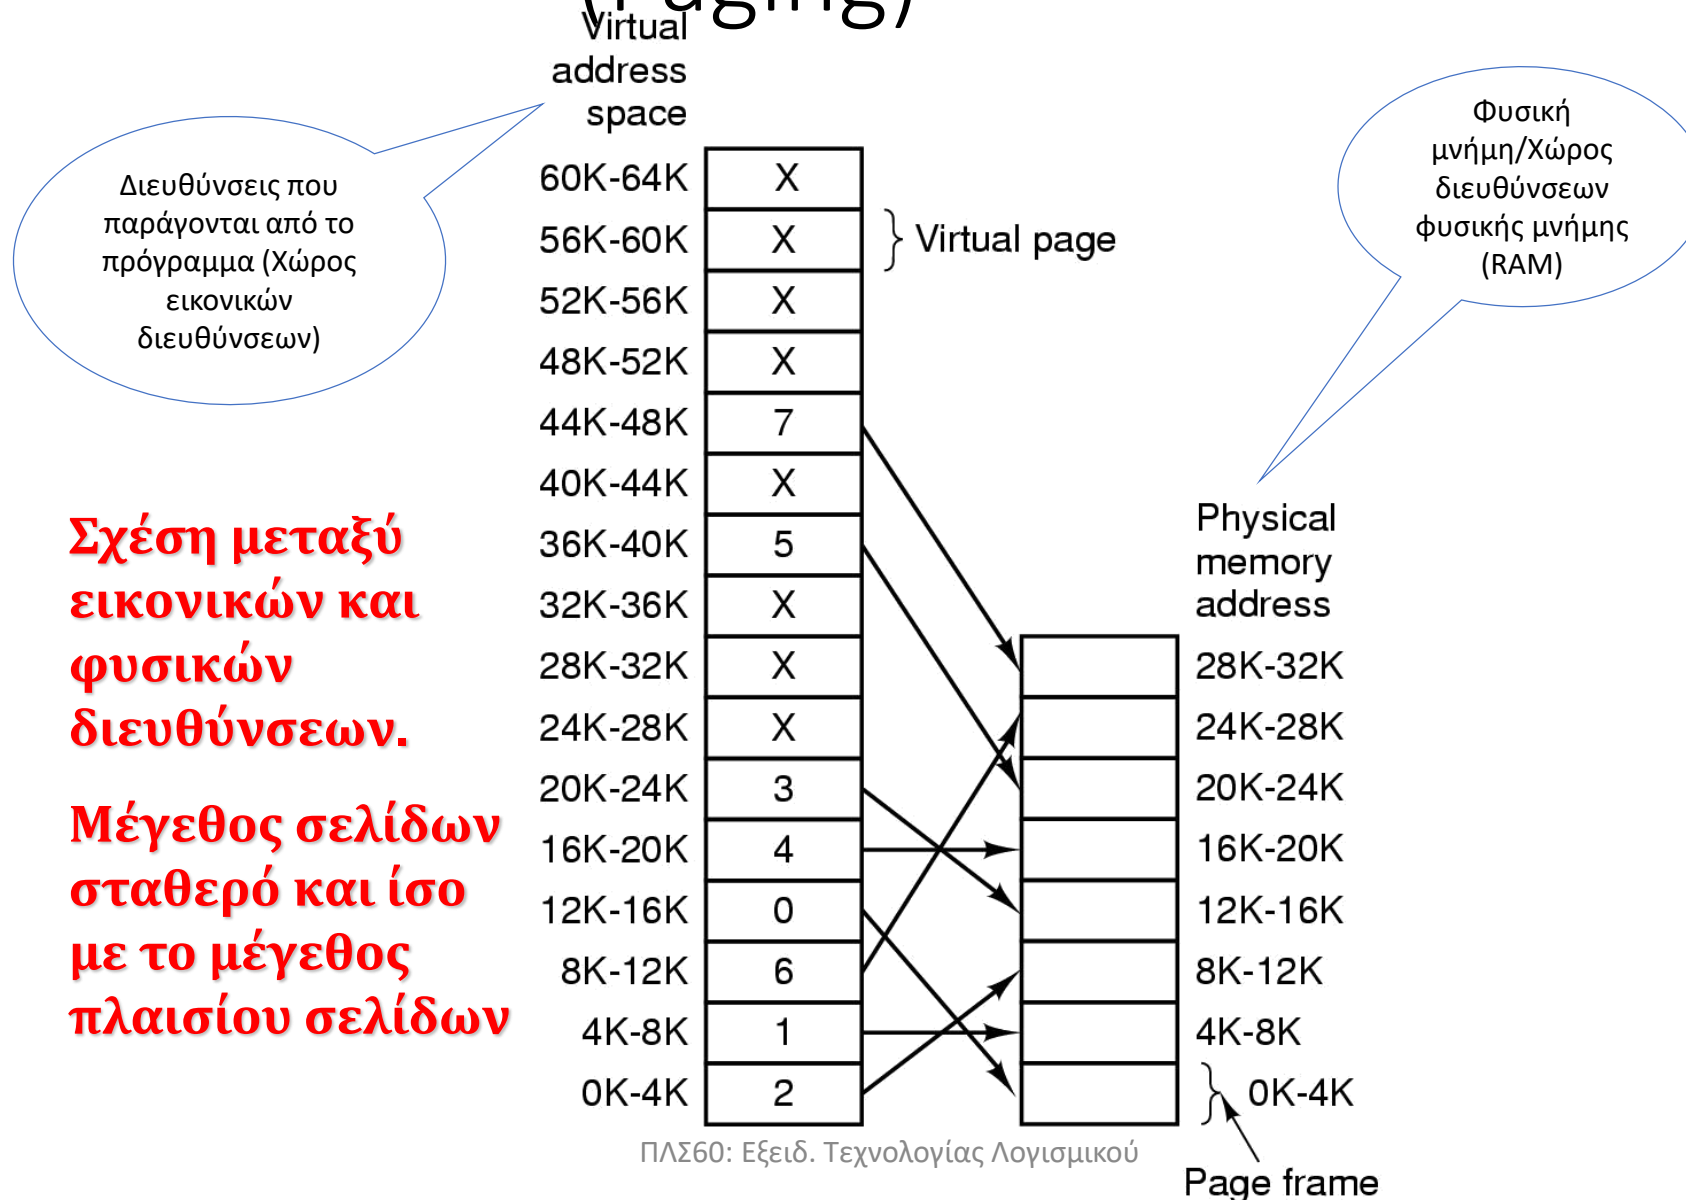 (Paging)
Virtual
address
space
Διευθύνσεις που
παράγονται από το
πρόγραμμα (Χώρος
εικονικών
διευθύνσεων)
Φυσική
μνήμη/Χώρος
διευθύνσεων
φυσικής μνήμης
(RAM)
60K-64K X
56K-60K X Virtual page
52K-56K X
48K-52K X
44K-48K 7
40K-44K X
36K-40K 5
32K-36K X
28K-32K X
24K-28K X
20K-24K 3
16K-20K 4
12K-16K 0
8K-12K 6
4K-8K 1
0K-4K 2
Σχέση μεταξύ
εικονικών και
φυσικών
διευθύνσεων.
Μέγεθος σελίδων
σταθερό και ίσο
με το μέγεθος
πλαισίου σελίδων
Physical
memory
address
28K-32K
24K-28K
20K-24K
16K-20K
12K-16K
8K-12K
4K-8K
0K-4K
Page frame
ΠΛΣ60: Εξειδ. Τεχνολογίας Λογισμικού